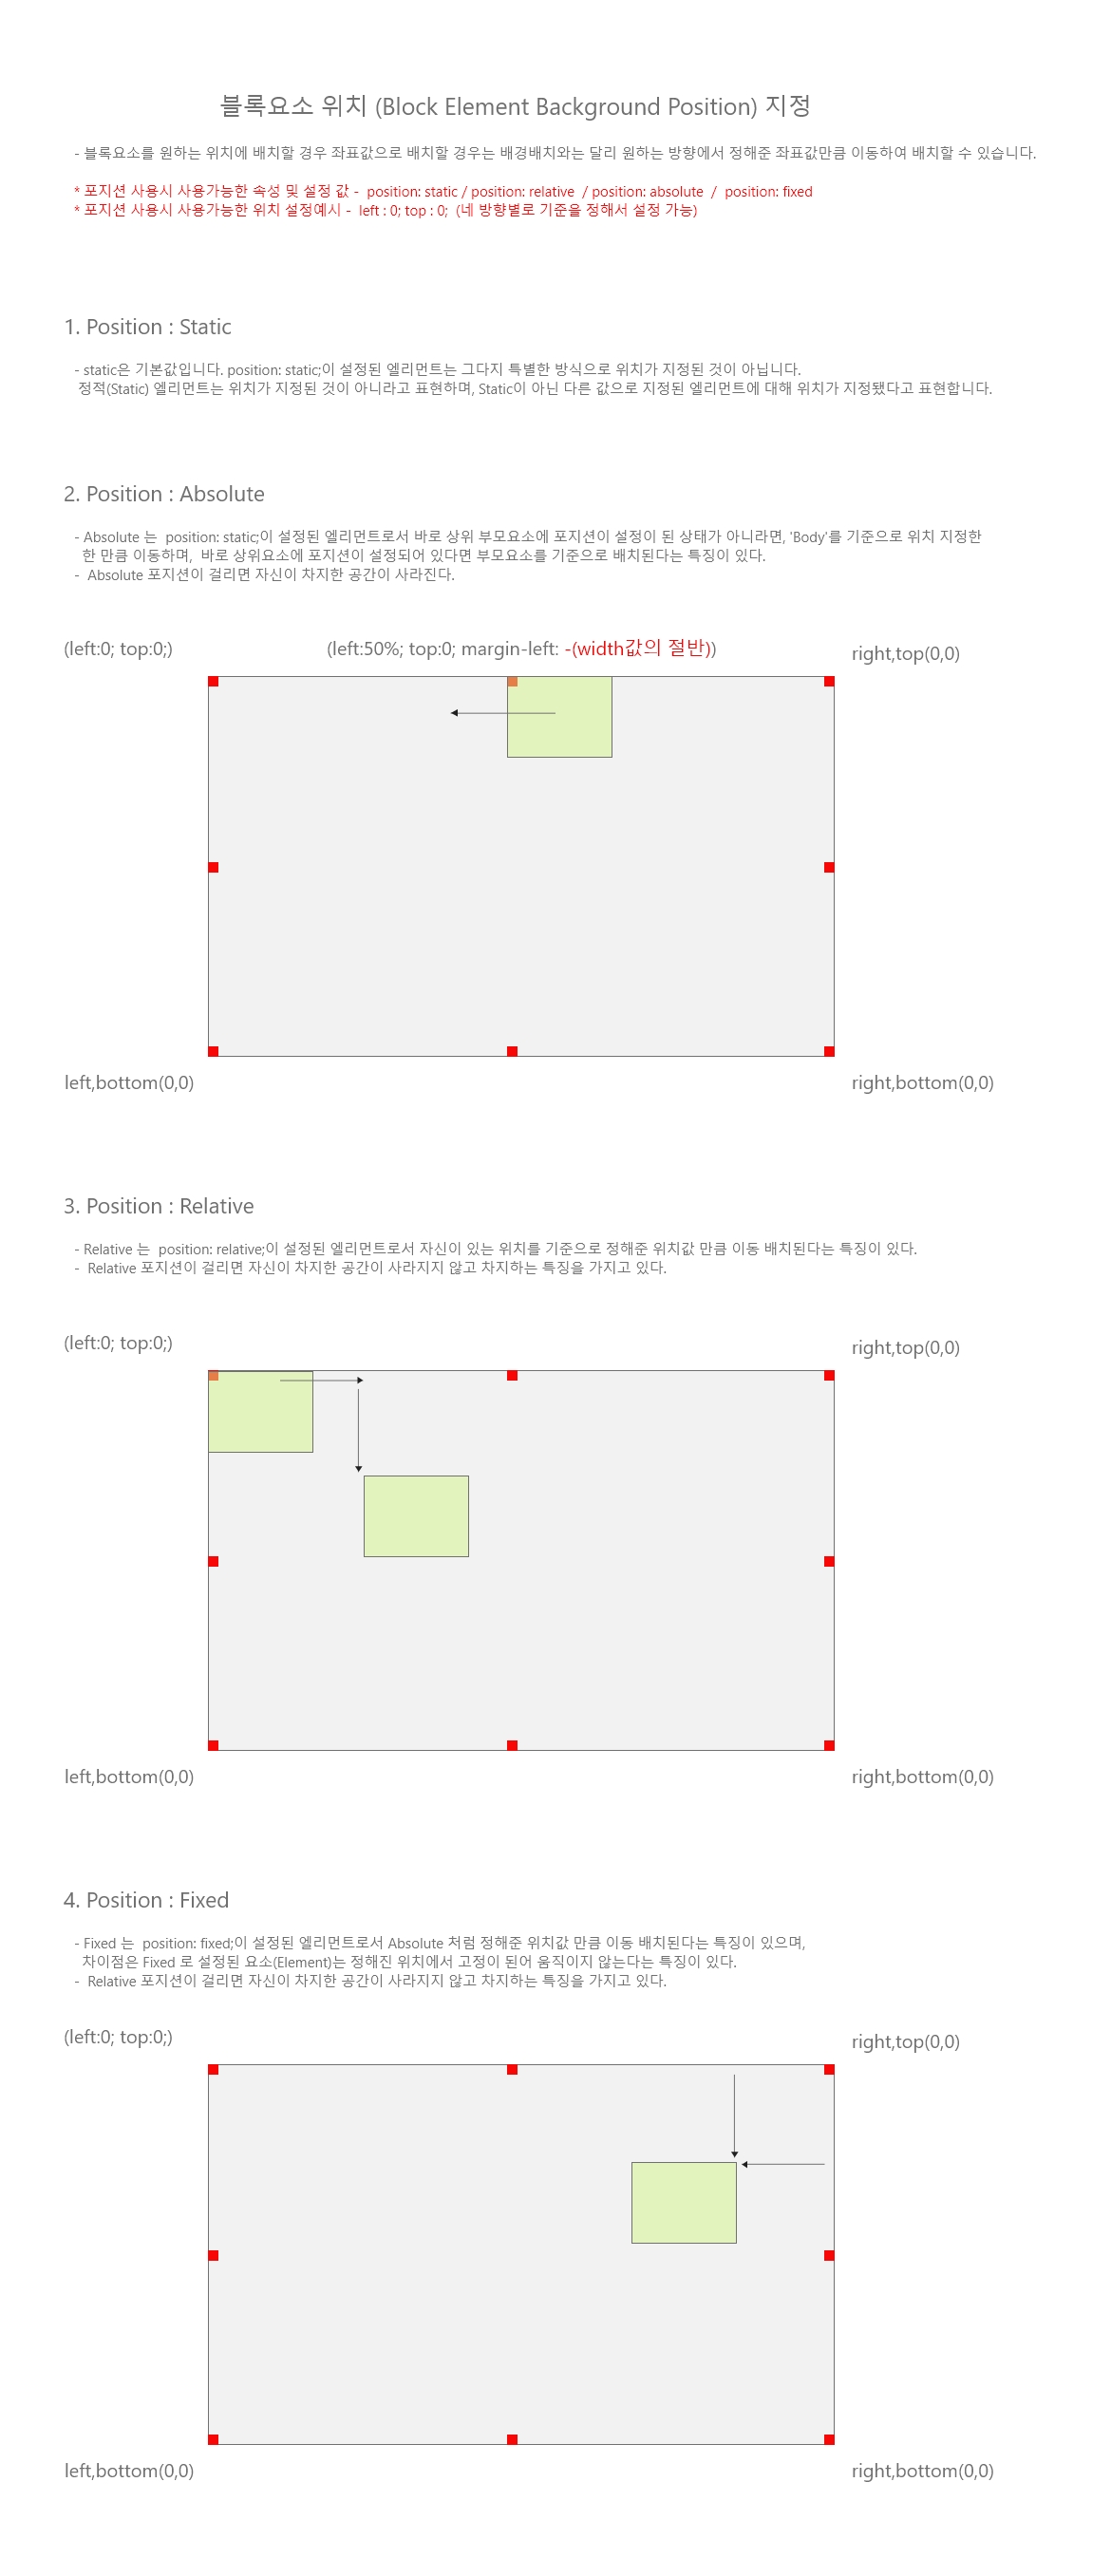 블록요소 위치 (Block Element Background Position) 지정
- 블록요소를 원하는 위치에 배치할 경우 좌표값으로 배치할 경우는 배경배치와는 달리 원하는 방향에서 정해준 좌표값만큼 이동하여 배치할 수 있습니다.
* 포지션 사용시 사용가능한 속성 및 설정 값 - position: static / position: relative / position: absolute / position: fixed
* 포지션 사용시 사용가능한 위치 설정예시 - left : 0; top : 0; (네 방향별로 기준을 정해서 설정 가능)
1. Position : Static
- static은 기본값입니다. position: static;이 설정된 엘리먼트는 그다지 특별한 방식으로 위치가 지정된 것이 아닙니다.
정적(Static) 엘리먼트는 위치가 지정된 것이 아니라고 표현하며, Static이 아닌 다른 값으로 지정된 엘리먼트에 대해 위치가 지정됐다고 표현합니다.
2. Position : Absolute
- Absolute 는 position: static;이 설정된 엘리먼트로서 바로 상위 부모요소에 포지션이 설정이 된 상태가 아니라면, 'Body'를 기준으로 위치 지정한
한 만큼 이동하며, 바로 상위요소에 포지션이 설정되어 있다면 부모요소를 기준으로 배치된다는 특징이 있다.
- Absolute 포지션이 걸리면 자신이 차지한 공간이 사라진다.
(left:0; top:0;)
(left:50%; top:0; margin-left: -(width값의 절반))
right,top(0,0)
left,bottom(0,0)
right,bottom(0,0)
3. Position : Relative
- Relative 는 position: relative;이 설정된 엘리먼트로서 자신이 있는 위치를 기준으로 정해준 위치값 만큼 이동 배치된다는 특징이 있다.
- Relative 포지션이 걸리면 자신이 차지한 공간이 사라지지 않고 차지하는 특징을 가지고 있다.
(left:0; top:0;)
right,top(0,0)
left,bottom(0,0)
right,bottom(0,0)
4. Position : Fixed
- Fixed 는 position: fixed;이 설정된 엘리먼트로서 Absolute 처럼 정해준 위치값 만큼 이동 배치된다는 특징이 있으며,
차이점은 Fixed 로 설정된 요소(Element)는 정해진 위치에서 고정이 된어 움직이지 않는다는 특징이 있다.
- Relative 포지션이 걸리면 자신이 차지한 공간이 사라지지 않고 차지하는 특징을 가지고 있다.
(left:0; top:0;)
right,top(0,0)
left,bottom(0,0)
right,bottom(0,0)